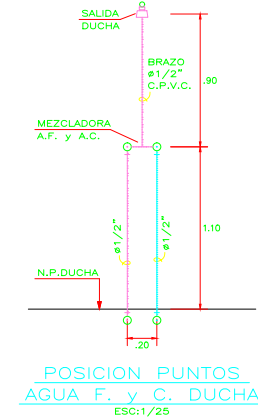 SALIDA
DUCHA
BRAZO
ø1/2"
C.P.V.C.
.90
MEZCLADORA
A.F. y A.C.
ø1/2"
ø1/2"
1.10
N.P.DUCHA
.20
POSICION PUNTOS
AGUA F. y C. DUCHA
ESC:1/25